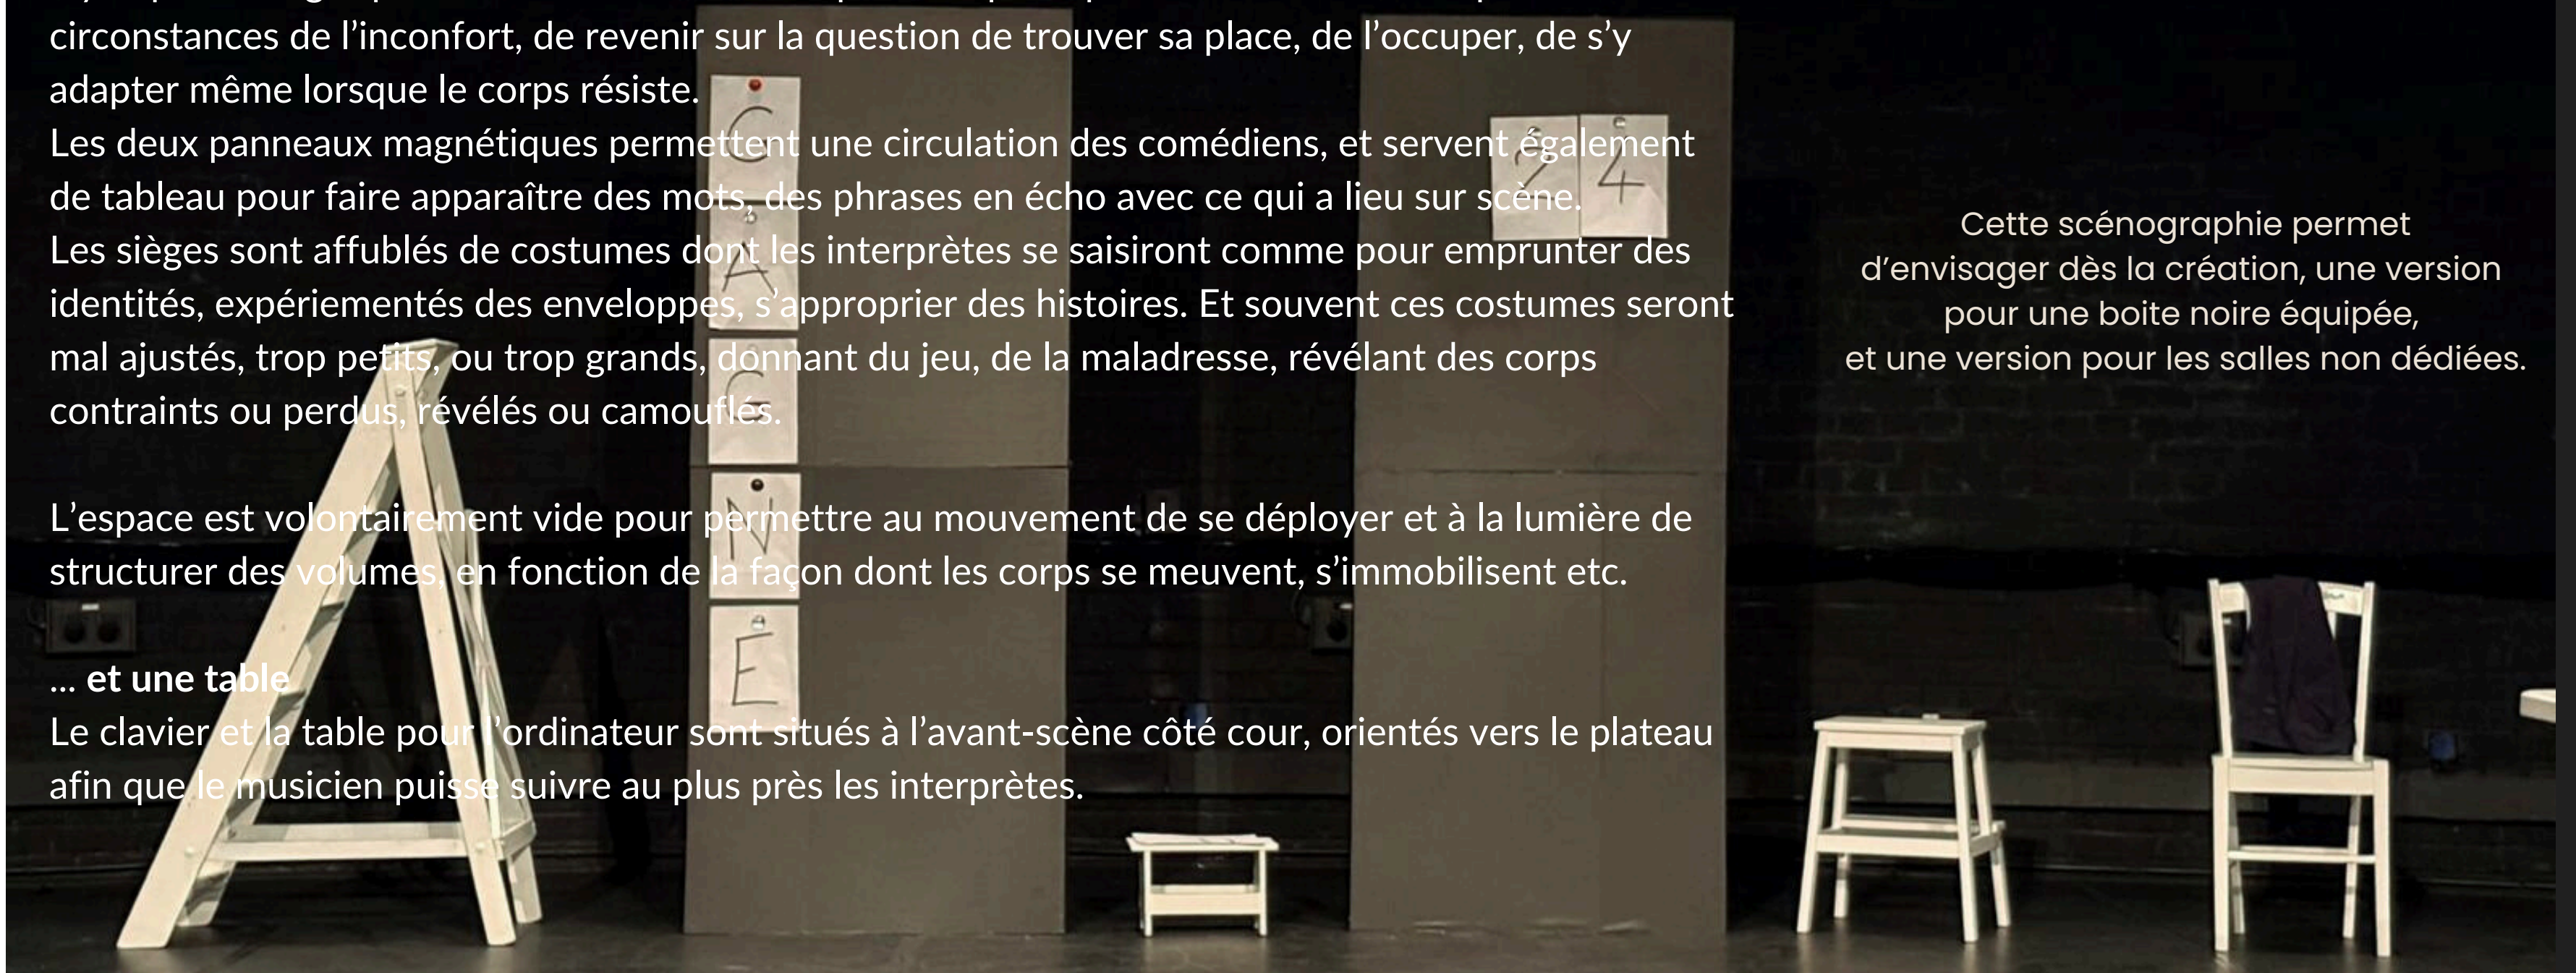 circonstances de l’inconfort, de revenir sur la question de trouver sa place, de l’occuper, de s’y
adapter même lorsque le corps résiste.
Les deux panneaux magnétiques permettent une circulation des comédiens, et servent également
de tableau pour faire apparaître des mots, des phrases en écho avec ce qui a lieu sur scène.
Les sièges sont affublés de costumes dont les interprètes se saisiront comme pour emprunter des
identités, expériementés des enveloppes, s’approprier des histoires. Et souvent ces costumes seront
mal ajustés, trop petits, ou trop grands, donnant du jeu, de la maladresse, révélant des corps
contraints ou perdus, révélés ou camouflés.
L’espace est volontairement vide pour permettre au mouvement de se déployer et à la lumière de
structurer des volumes, en fonction de la façon dont les corps se meuvent, s’immobilisent etc.
... et une table
Le clavier et la table pour l’ordinateur sont situés à l’avant-scène côté cour, orientés vers le plateau
afin que le musicien puisse suivre au plus près les interprètes.
Cette scénographie permet
d’envisager dès la création, une version
pour une boite noire équipée,
et une version pour les salles non dédiées.
C
A
G
N
E
4